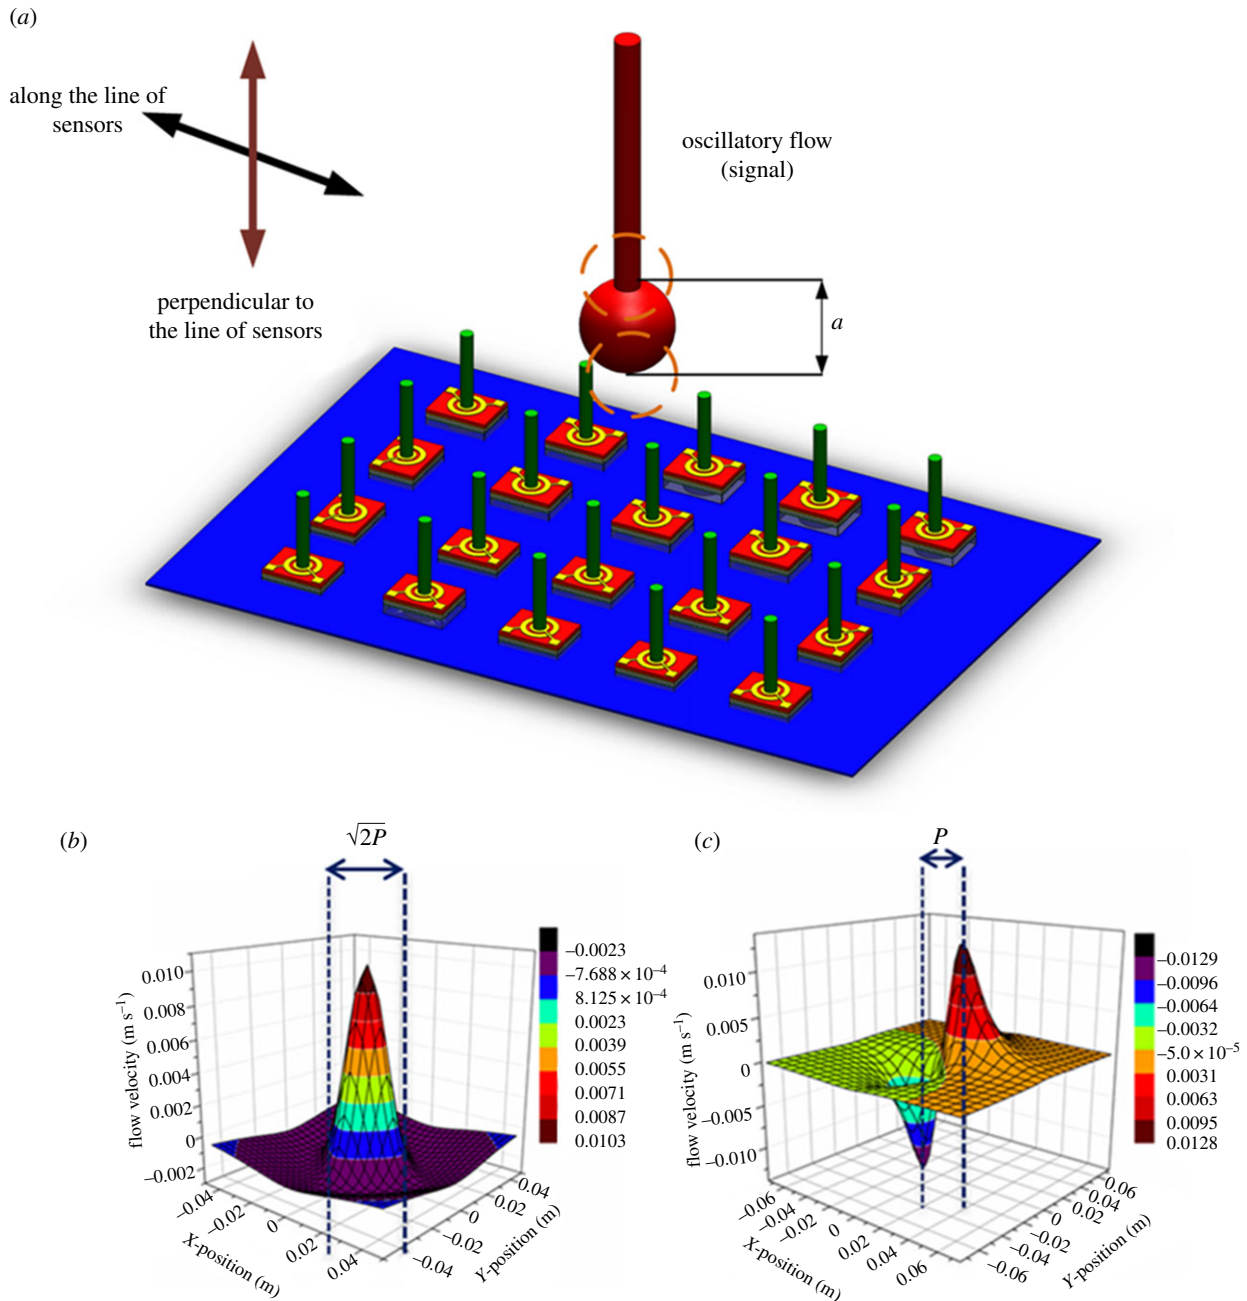 (a)
along the line of
sensors
oscillatory flow
(signal)
perpendicular to
the line of sensors
a
(b)
√2P
flow velocity (m s⁻¹)
0.010
0.008
0.006
0.004
0.002
0
−0.002
−0.04
−0.02
0
0.02
0.04
X-position (m)
0.04
0.02
0
−0.02
−0.04
Y-position (m)
−0.0023
−7.688 × 10⁻⁴
8.125 × 10⁻⁴
0.0023
0.0039
0.0055
0.0071
0.0087
0.0103
(c)
P
flow velocity (m s⁻¹)
0.010
0.005
0
−0.005
−0.010
−0.06
−0.04
−0.02
0
0.02
0.04
0.06
X-position (m)
0.06
0.04
0.02
0
−0.02
−0.04
−0.06
Y-position (m)
−0.0129
−0.0096
−0.0064
−0.0032
−5.0 × 10⁻⁵
0.0031
0.0063
0.0095
0.0128